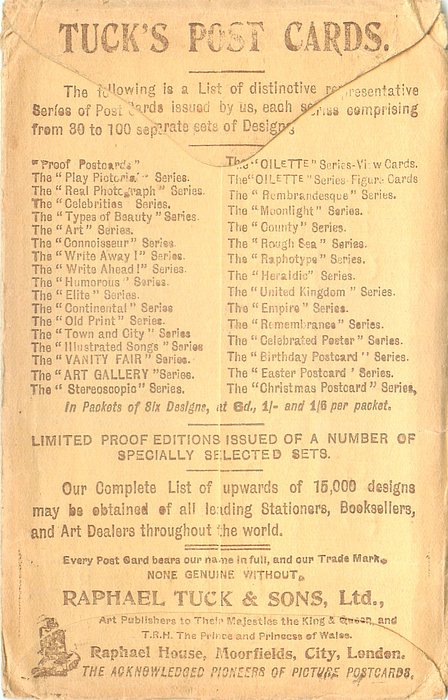 TUCK'S POST CARDS.
The following is a List of distinctive representative
Series of Post Cards issued by us, each series comprising
from 30 to 100 separate sets of Designs
"Proof Postcards"
The "Play Pictorial" Series.
The "Real Photograph" Series.
The "Celebrities" Series.
The "Types of Beauty" Series.
The "Art" Series.
The "Connoisseur" Series.
The "Write Away!" Series.
The "Write Ahead!" Series.
The "Humorous" Series.
The "Elite" Series.
The "Continental" Series
The "Old Print" Series.
The "Town and City" Series
The "Illustrated Songs" Series
The "VANITY FAIR" Series.
The "ART GALLERY" Series.
The "Stereoscopic" Series.
The "OILETTE" Series-View Cards.
The "OILETTE" Series-Figure Cards
The "Rembrandesque" Series.
The "Moonlight" Series.
The "County" Series.
The "Rough Sea" Series.
The "Raphotype" Series.
The "Heraldic" Series.
The "United Kingdom" Series.
The "Empire" Series.
The "Remembrance" Series.
The "Celebrated Poster" Series.
The "Birthday Postcard" Series.
The "Easter Postcard" Series.
The "Christmas Postcard" Series,
In Packets of Six Designs, at 6d., 1/- and 1/6 per packet.
LIMITED PROOF EDITIONS ISSUED OF A NUMBER OF
SPECIALLY SELECTED SETS.
Our Complete List of upwards of 15,000 designs
may be obtained of all leading Stationers, Booksellers,
and Art Dealers throughout the world.
Every Post Card bears our name in full, and our Trade Mark.
NONE GENUINE WITHOUT.
RAPHAEL TUCK & SONS, Ltd.,
Art Publishers to Their Majesties the King & Queen, and
T.R.H. The Prince and Princess of Wales.
Raphael House, Moorfields, City, London.
THE ACKNOWLEDGED PIONEERS OF PICTURE POSTCARDS.